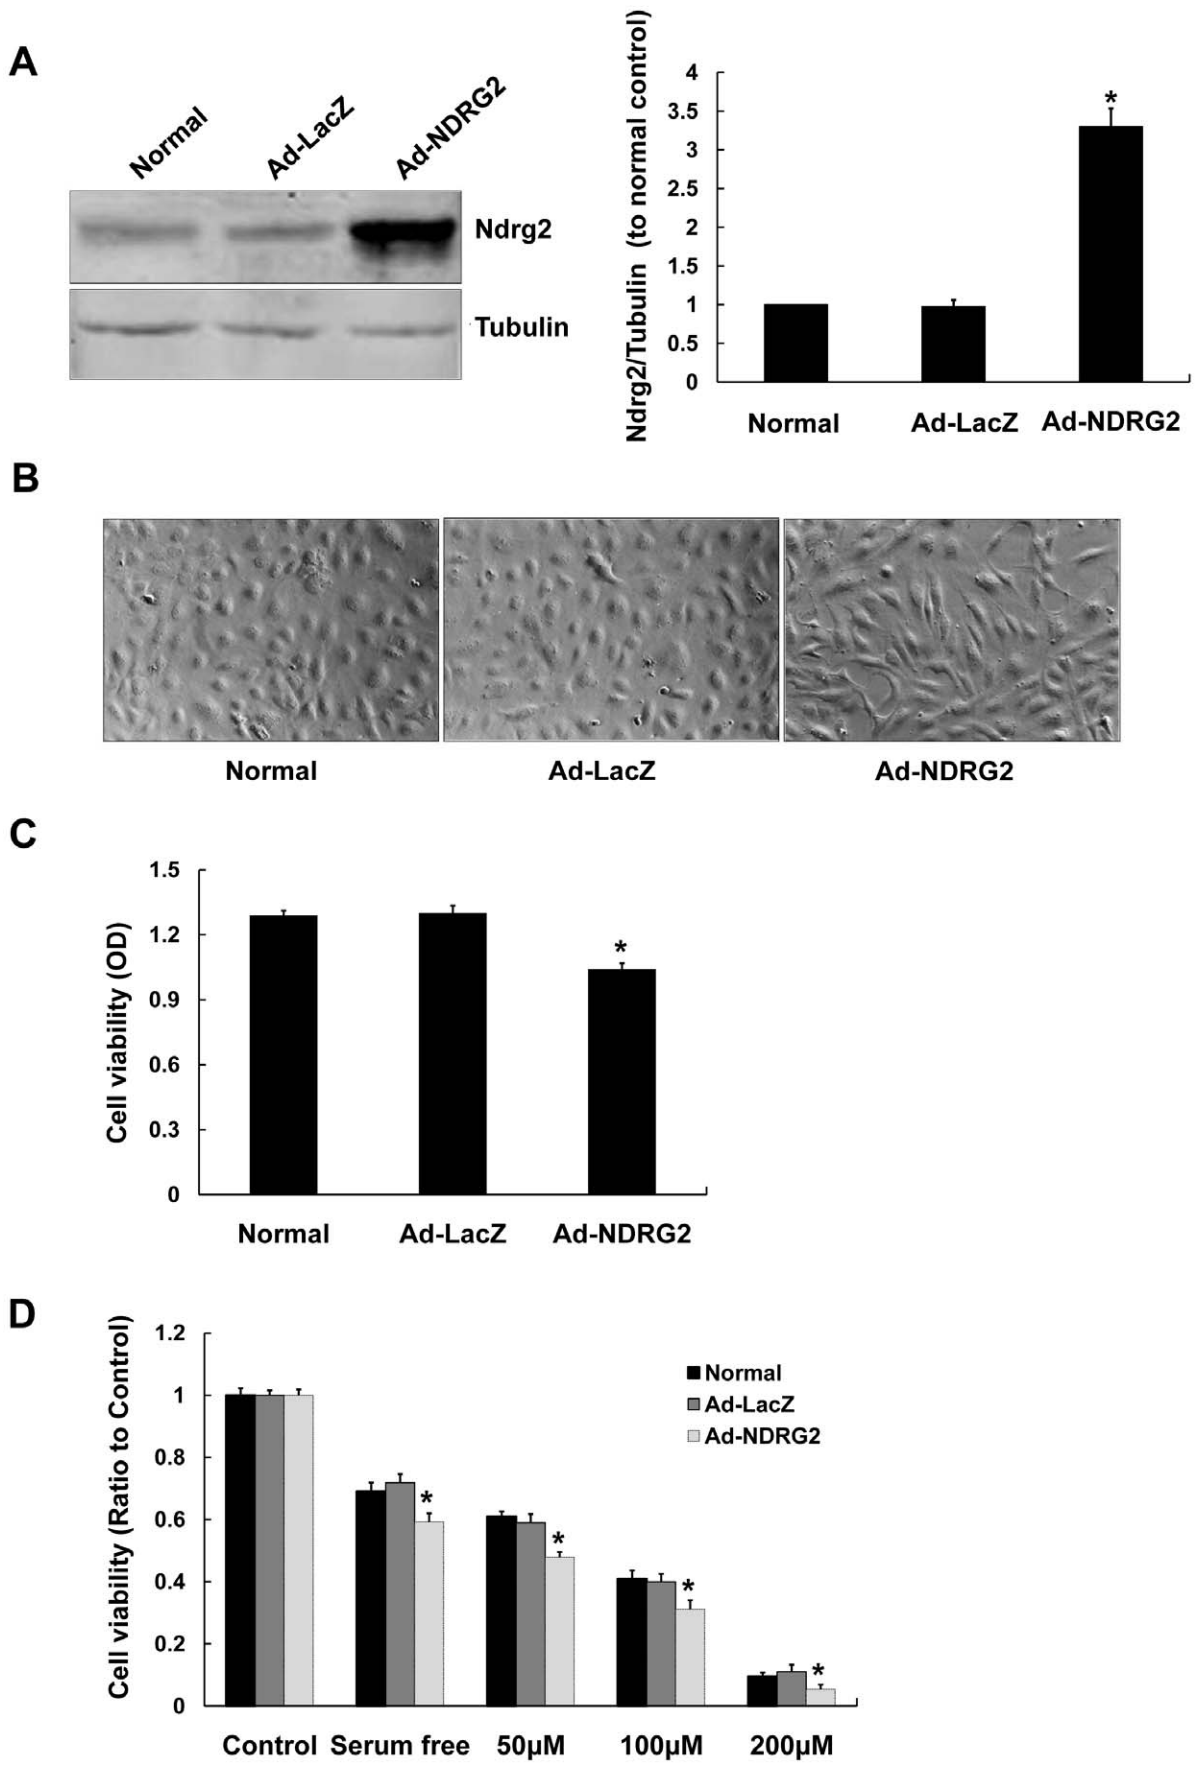 A
Normal
Ad-LacZ
Ad-NDRG2
Ndrg2
Tubulin
Ndrg2/Tubulin (to normal control)
4
3.5
3
2.5
2
1.5
1
0.5
0
Normal Ad-LacZ Ad-NDRG2
*
B
Normal Ad-LacZ Ad-NDRG2
C
Cell viability (OD)
1.5
1.2
0.9
0.6
0.3
0
*
Normal Ad-LacZ Ad-NDRG2
D
Cell viability (Ratio to Control)
1.2
1
0.8
0.6
0.4
0.2
0
Normal
Ad-LacZ
Ad-NDRG2
* * * *
Control Serum free 50μM 100μM 200μM